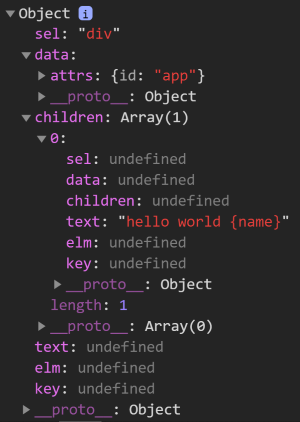 Object i
sel: "div"
data:
attrs: {id: "app"}
__proto__: Object
children: Array(1)
0:
sel: undefined
data: undefined
children: undefined
text: "hello world {name}"
elm: undefined
key: undefined
__proto__: Object
length: 1
__proto__: Array(0)
text: undefined
elm: undefined
key: undefined
__proto__: Object